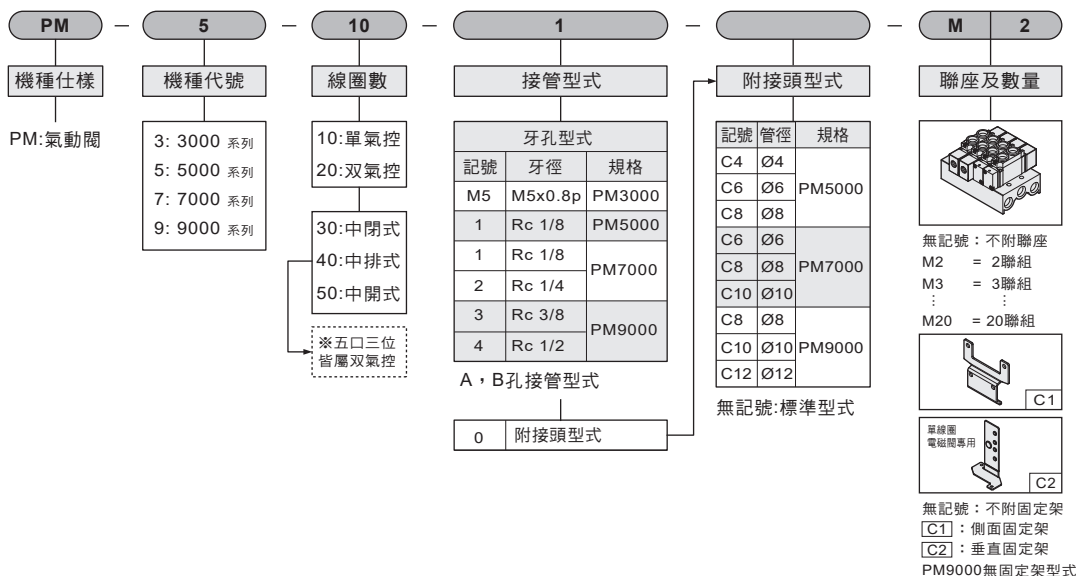 PM — 5 — 10 — 1 — — M 2
機種仕樣
PM:氣動閥
機種代號
3: 3000 系列
5: 5000 系列
7: 7000 系列
9: 9000 系列
線圈數
10:單氣控
20:双氣控
30:中閉式
40:中排式
50:中開式
※五口三位
皆屬双氣控
接管型式
牙孔型式
記號 牙徑 規格
M5 M5x0.8p PM3000
1 Rc 1/8 PM5000
1 Rc 1/8 PM7000
2 Rc 1/4
3 Rc 3/8 PM9000
4 Rc 1/2
A，B孔接管型式
0 附接頭型式
附接頭型式
記號 管徑 規格
C4 Ø4
C6 Ø6 PM5000
C8 Ø8
C6 Ø6
C8 Ø8 PM7000
C10 Ø10
C8 Ø8
C10 Ø10 PM9000
C12 Ø12
無記號:標準型式
聯座及數量
無記號：不附聯座
M2 = 2聯組
M3 = 3聯組
⋮ ⋮
M20 = 20聯組
C1
單線圈
電磁閥專用
C2
無記號：不附固定架
C1：側面固定架
C2：垂直固定架
PM9000無固定架型式